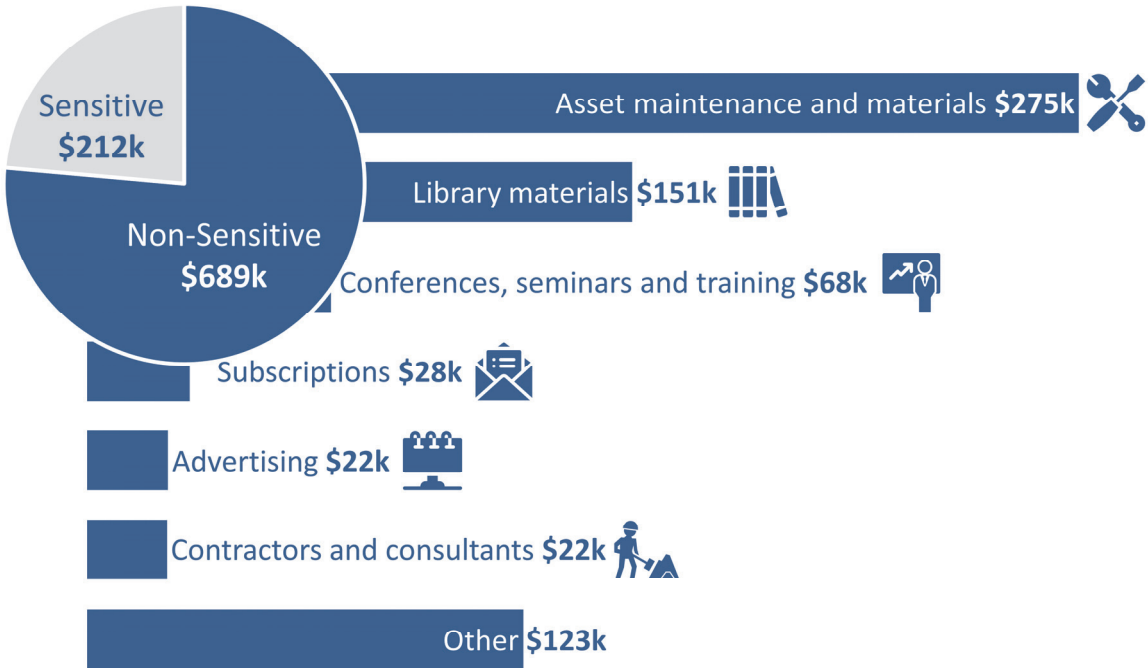 Sensitive
$212k
Non-Sensitive
$689k
Asset maintenance and materials $275k
Library materials $151k
Conferences, seminars and training $68k
Subscriptions $28k
Advertising $22k
Contractors and consultants $22k
Other $123k